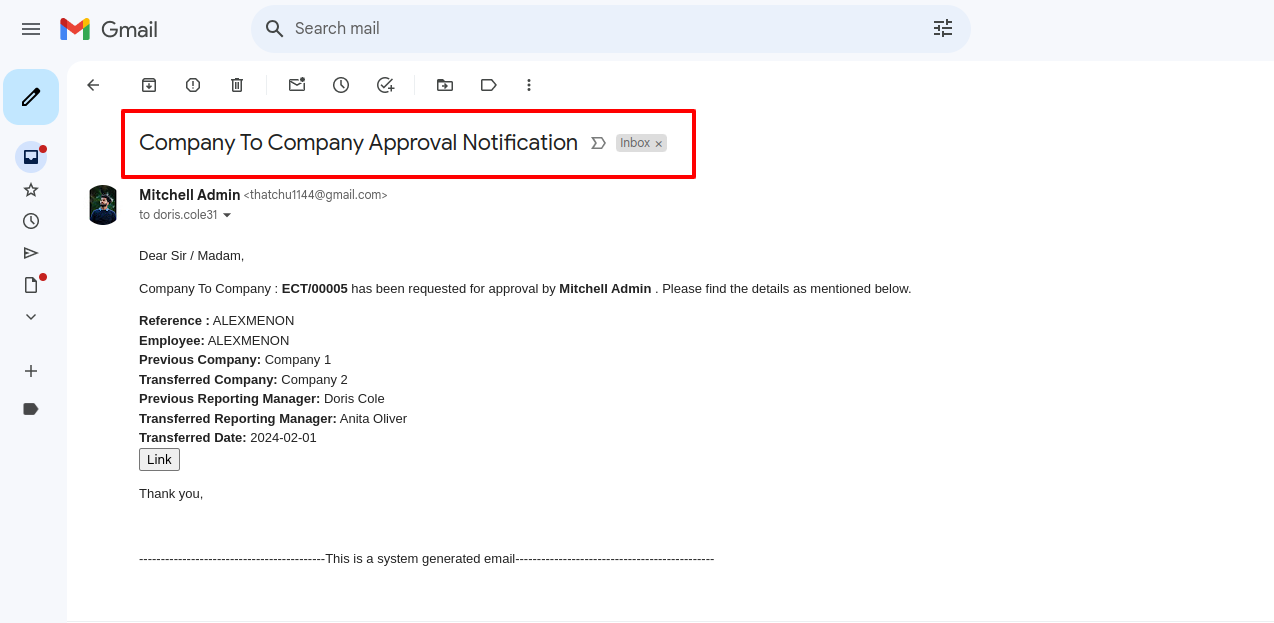 Gmail
Search mail
Company To Company Approval Notification Inbox ×
Mitchell Admin <thatchu1144@gmail.com>
to doris.cole31
Dear Sir / Madam,
Company To Company : ECT/00005 has been requested for approval by Mitchell Admin . Please find the details as mentioned below.
Reference : ALEXMENON
Employee: ALEXMENON
Previous Company: Company 1
Transferred Company: Company 2
Previous Reporting Manager: Doris Cole
Transferred Reporting Manager: Anita Oliver
Transferred Date: 2024-02-01
Link
Thank you,
-------------------------------------------This is a system generated email----------------------------------------------